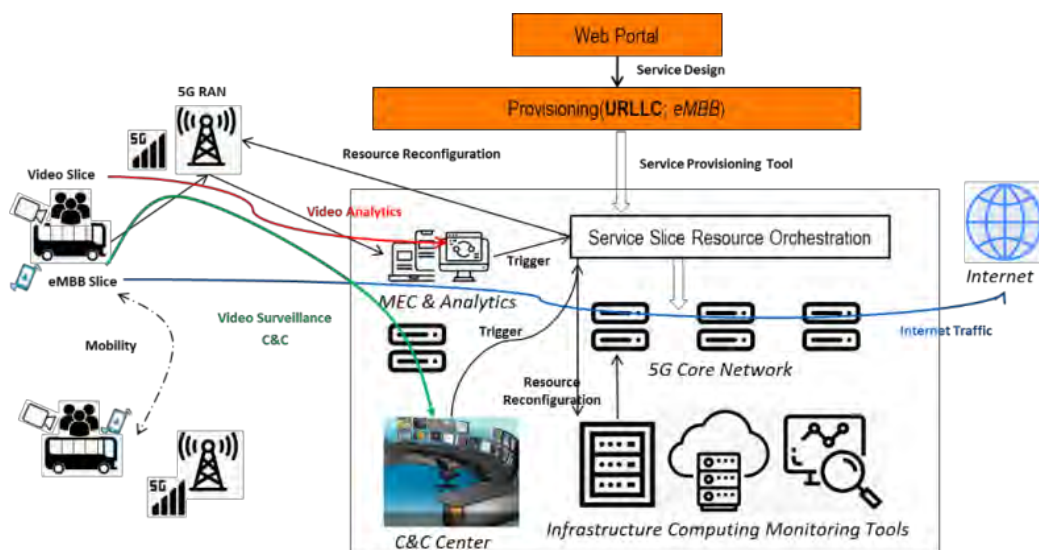 Web Portal
Service Design
5G RAN
Provisioning(URLLC; eMBB)
5G
Resource Reconfiguration
Service Provisioning Tool
Video Slice
Video Analytics
Service Slice Resource Orchestration
Trigger
Internet
eMBB Slice
MEC & Analytics
Video Surveillance
C&C
Trigger
Internet Traffic
Mobility
5G Core Network
Resource
Reconfiguration
5G
Infrastructure Computing Monitoring Tools
C&C Center